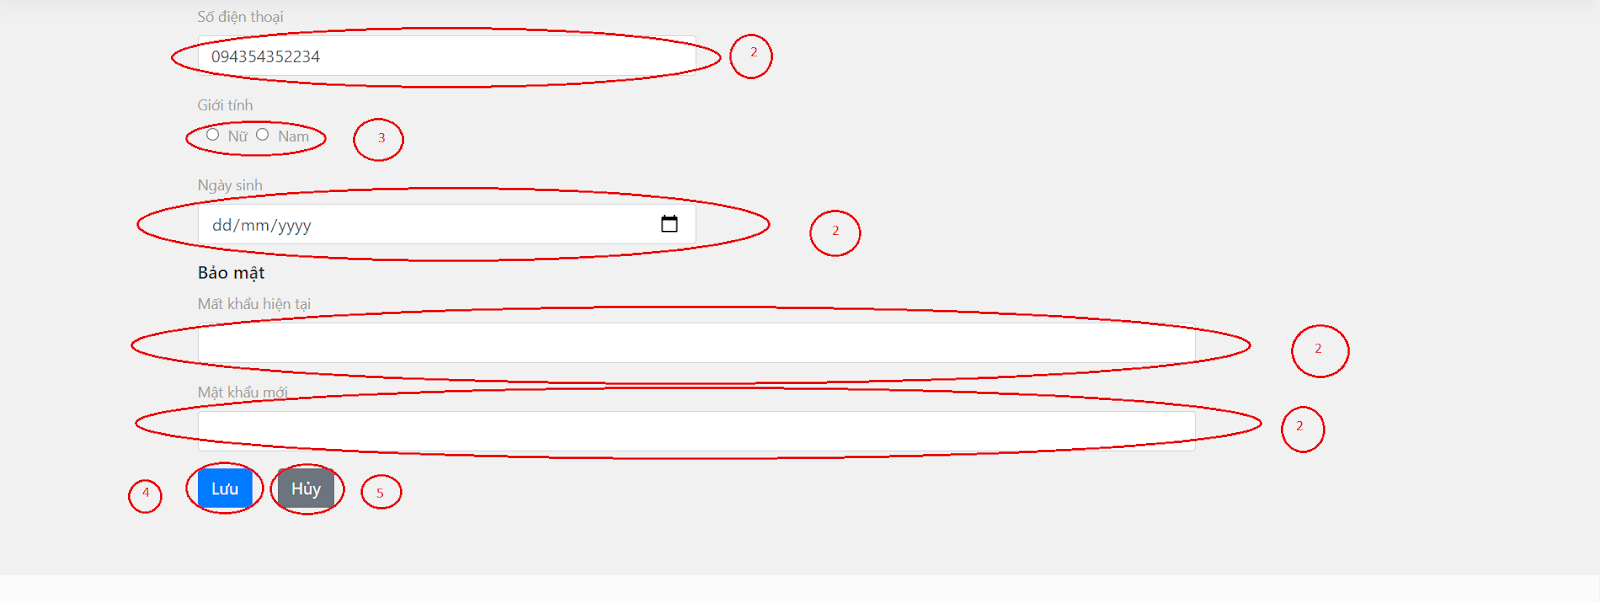 Số điện thoại
094354352234
2
Giới tính
Nữ Nam
3
Ngày sinh
dd/mm/yyyy
2
Bảo mật
Mất khẩu hiện tại
2
Mật khẩu mới
2
4
Lưu
Hủy
5